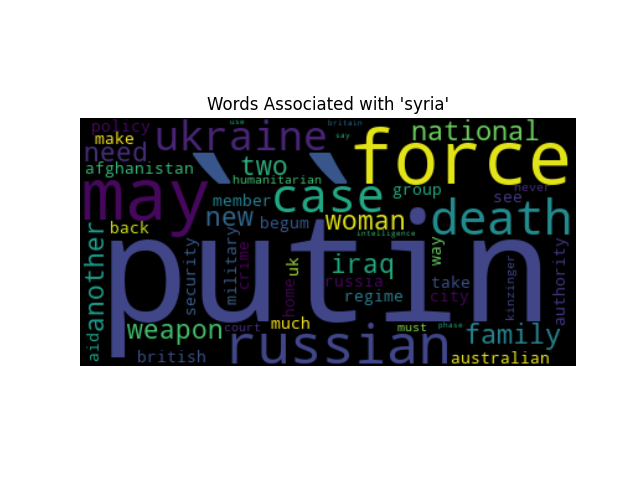 Words Associated with 'syria'
policy
use
britain
say
national
make
ukraine
force
need
two
afghanistan
humanitarian
never
may
``
case
group
see
member
new
begum
woman
death
back
intelligence
putin
another
security
military
crime
uk
iraq
way
home
russia
take
regime
city
kinzinger
authority
weapon
court
much
must
phase
family
aid
british
russian
australian